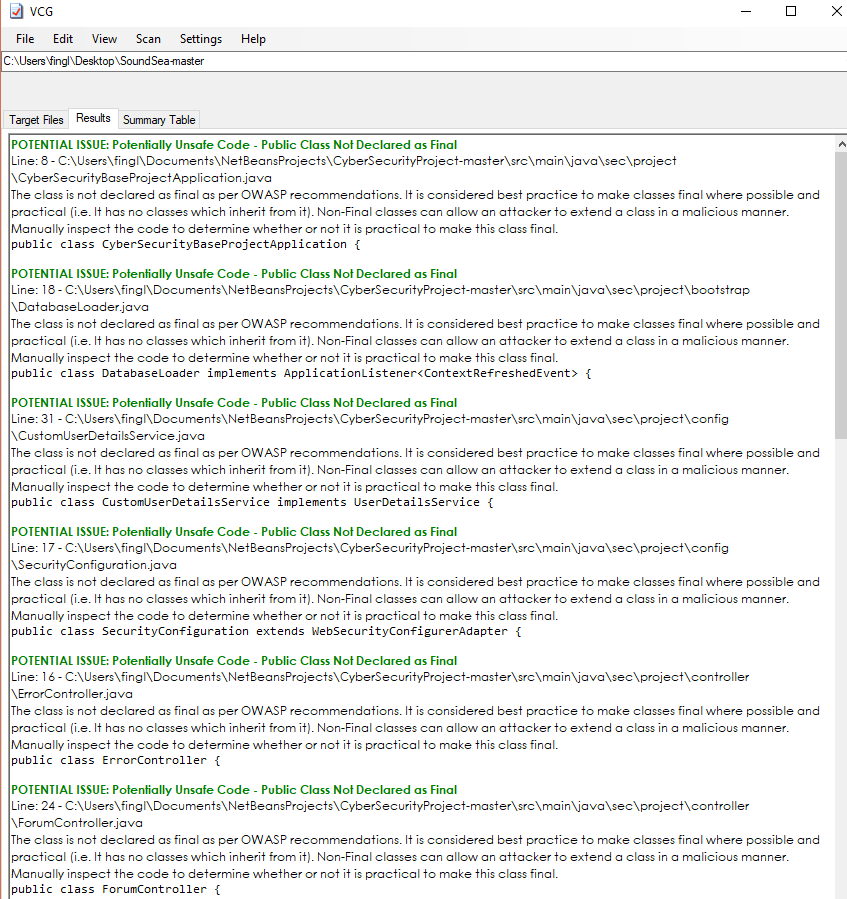 VCG
File Edit View Scan Settings Help
C:\Users\fingl\Desktop\SoundSea-master
Target Files Results Summary Table
POTENTIAL ISSUE: Potentially Unsafe Code - Public Class Not Declared as Final
Line: 8 - C:\Users\fingl\Documents\NetBeansProjects\CyberSecurityProject-master\src\main\java\sec\project
\CyberSecurityBaseProjectApplication.java
The class is not declared as final as per OWASP recommendations. It is considered best practice to make classes final where possible and
practical (i.e. It has no classes which inherit from it). Non-Final classes can allow an attacker to extend a class in a malicious manner.
Manually inspect the code to determine whether or not it is practical to make this class final.
public class CyberSecurityBaseProjectApplication {
POTENTIAL ISSUE: Potentially Unsafe Code - Public Class Not Declared as Final
Line: 18 - C:\Users\fingl\Documents\NetBeansProjects\CyberSecurityProject-master\src\main\java\sec\project\bootstrap
\DatabaseLoader.java
The class is not declared as final as per OWASP recommendations. It is considered best practice to make classes final where possible and
practical (i.e. It has no classes which inherit from it). Non-Final classes can allow an attacker to extend a class in a malicious manner.
Manually inspect the code to determine whether or not it is practical to make this class final.
public class DatabaseLoader implements ApplicationListener<ContextRefreshedEvent> {
POTENTIAL ISSUE: Potentially Unsafe Code - Public Class Not Declared as Final
Line: 31 - C:\Users\fingl\Documents\NetBeansProjects\CyberSecurityProject-master\src\main\java\sec\project\config
\CustomUserDetailsService.java
The class is not declared as final as per OWASP recommendations. It is considered best practice to make classes final where possible and
practical (i.e. It has no classes which inherit from it). Non-Final classes can allow an attacker to extend a class in a malicious manner.
Manually inspect the code to determine whether or not it is practical to make this class final.
public class CustomUserDetailsService implements UserDetailsService {
POTENTIAL ISSUE: Potentially Unsafe Code - Public Class Not Declared as Final
Line: 17 - C:\Users\fingl\Documents\NetBeansProjects\CyberSecurityProject-master\src\main\java\sec\project\config
\SecurityConfiguration.java
The class is not declared as final as per OWASP recommendations. It is considered best practice to make classes final where possible and
practical (i.e. It has no classes which inherit from it). Non-Final classes can allow an attacker to extend a class in a malicious manner.
Manually inspect the code to determine whether or not it is practical to make this class final.
public class SecurityConfiguration extends WebSecurityConfigurerAdapter {
POTENTIAL ISSUE: Potentially Unsafe Code - Public Class Not Declared as Final
Line: 16 - C:\Users\fingl\Documents\NetBeansProjects\CyberSecurityProject-master\src\main\java\sec\project\controller
\ErrorController.java
The class is not declared as final as per OWASP recommendations. It is considered best practice to make classes final where possible and
practical (i.e. It has no classes which inherit from it). Non-Final classes can allow an attacker to extend a class in a malicious manner.
Manually inspect the code to determine whether or not it is practical to make this class final.
public class ErrorController {
POTENTIAL ISSUE: Potentially Unsafe Code - Public Class Not Declared as Final
Line: 24 - C:\Users\fingl\Documents\NetBeansProjects\CyberSecurityProject-master\src\main\java\sec\project\controller
\ForumController.java
The class is not declared as final as per OWASP recommendations. It is considered best practice to make classes final where possible and
practical (i.e. It has no classes which inherit from it). Non-Final classes can allow an attacker to extend a class in a malicious manner.
Manually inspect the code to determine whether or not it is practical to make this class final.
public class ForumController {